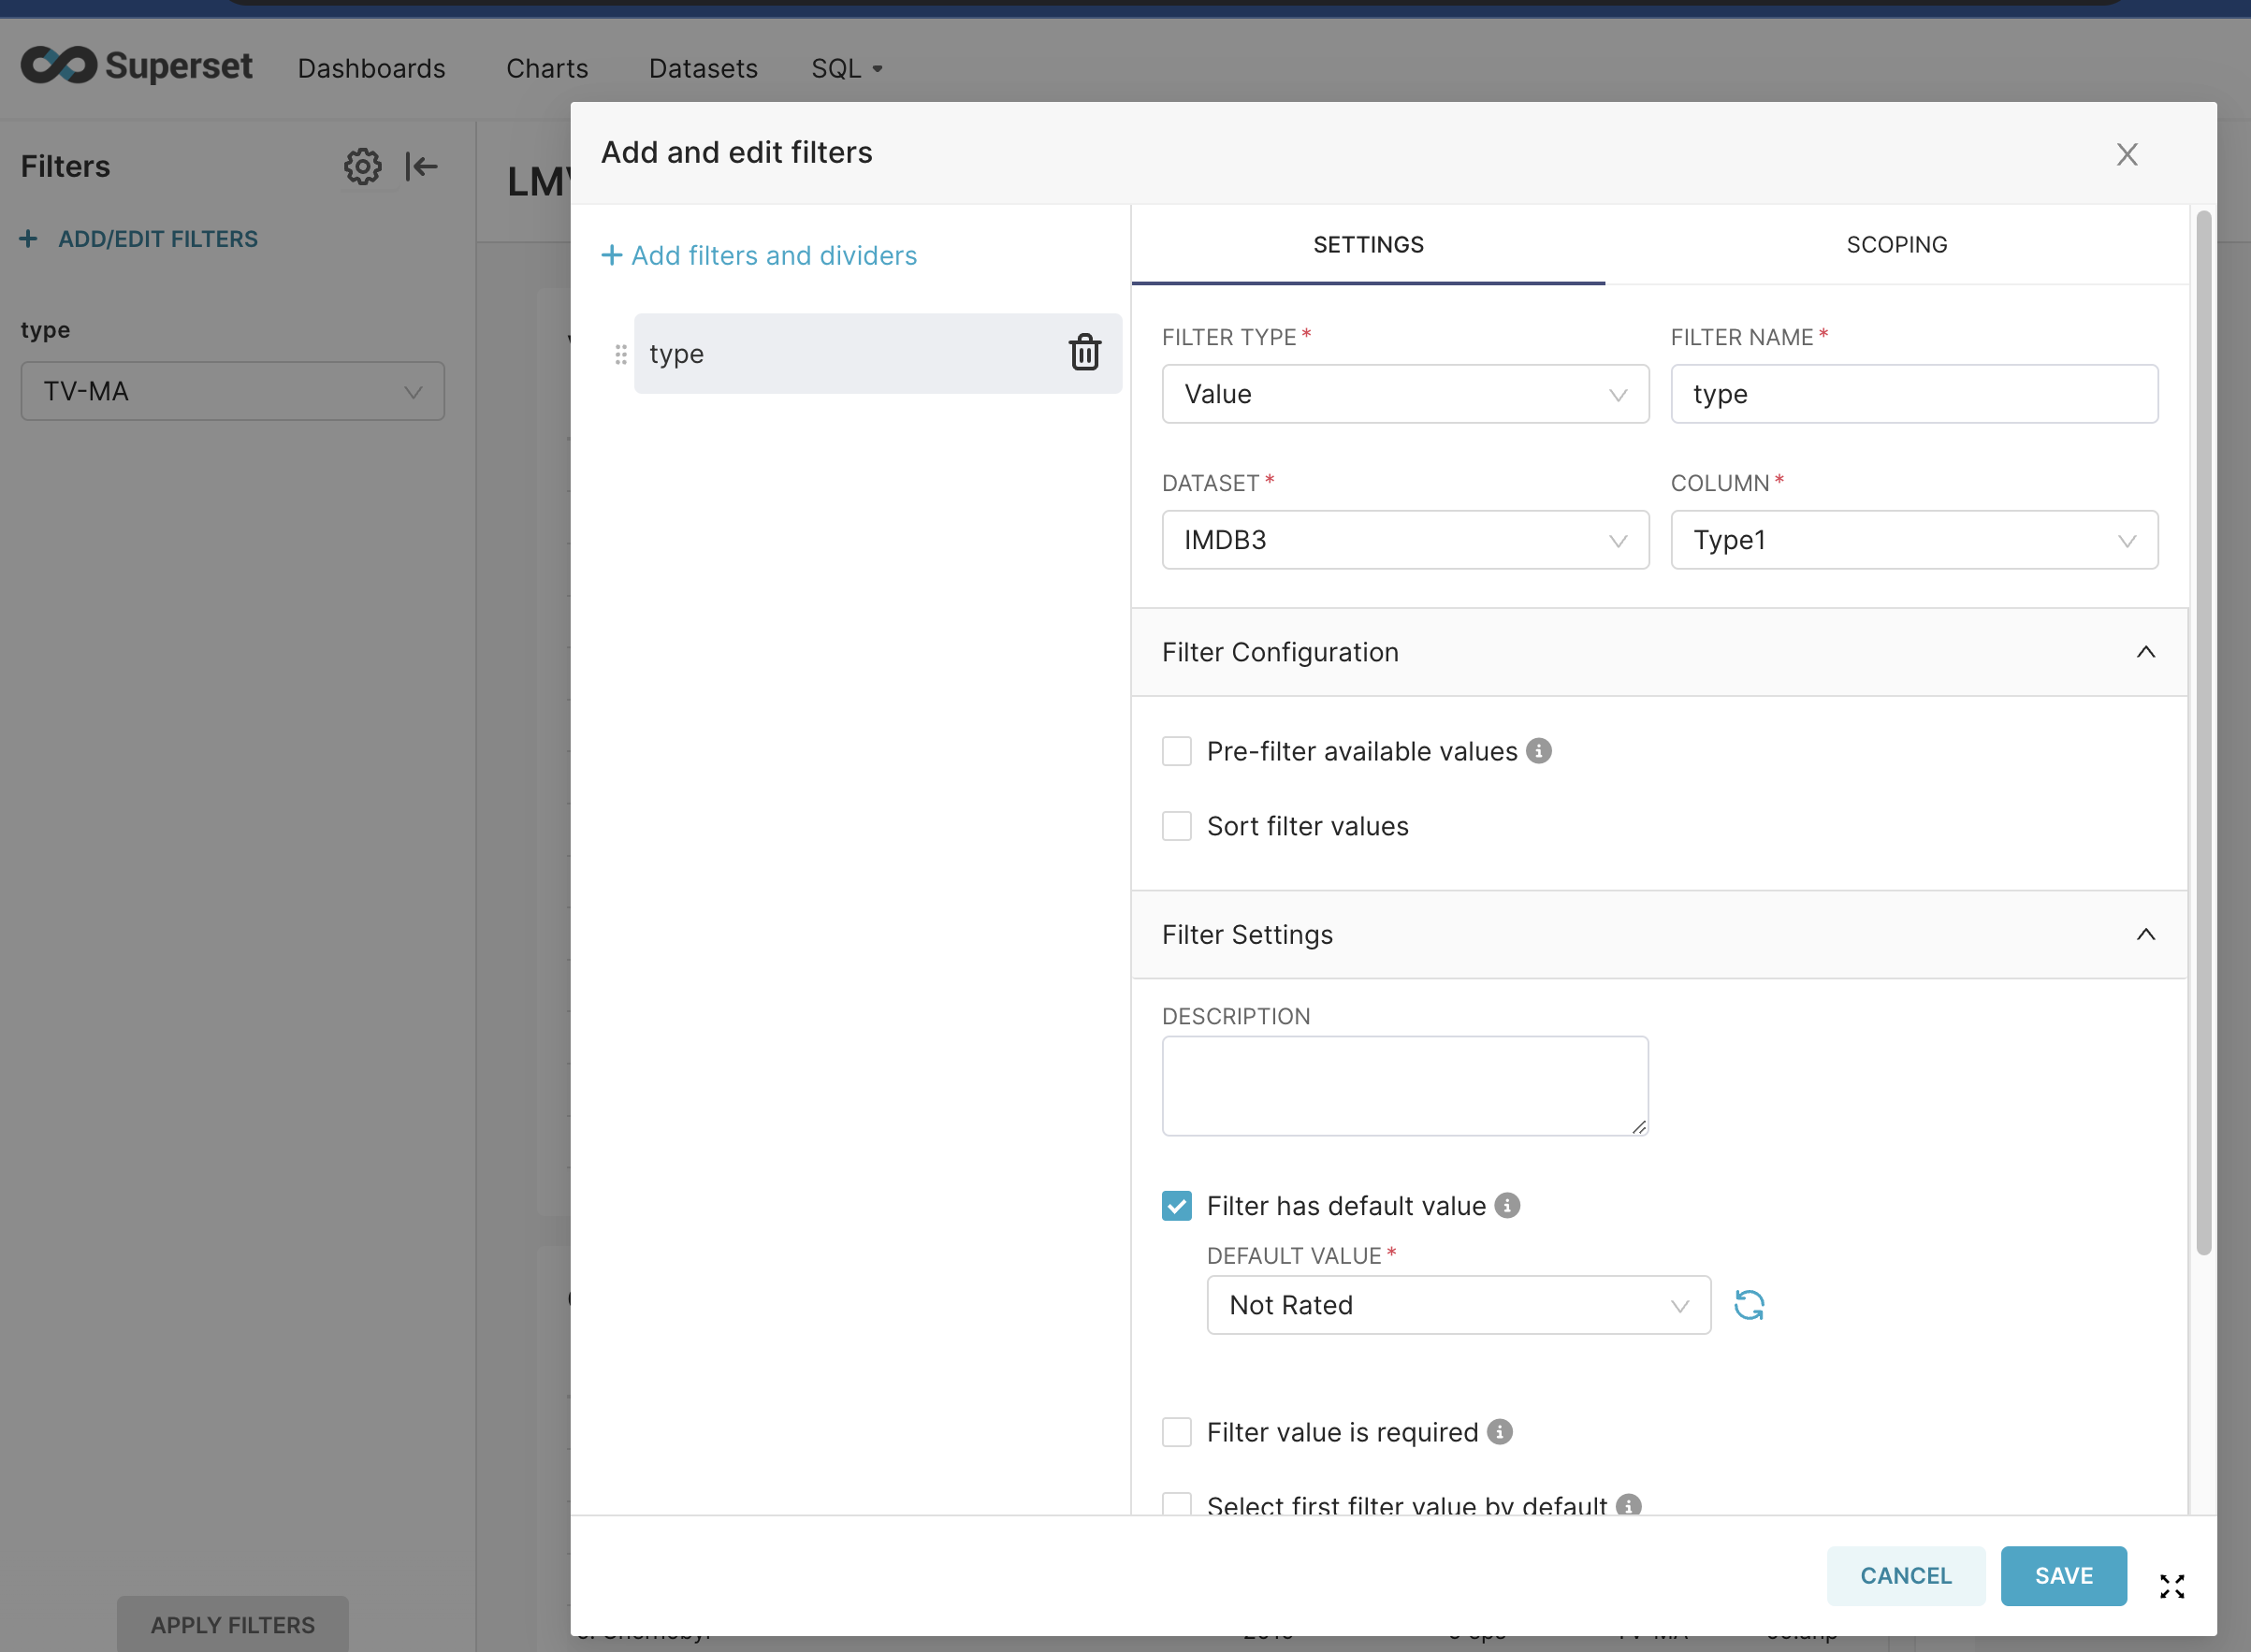 Superset Dashboards Charts Datasets SQL
Filters
+ ADD/EDIT FILTERS
type
TV-MA
APPLY FILTERS
Add and edit filters
+ Add filters and dividers
type
SETTINGS SCOPING
FILTER TYPE * FILTER NAME *
Value type
DATASET * COLUMN *
IMDB3 Type1
Filter Configuration
Pre-filter available values
Sort filter values
Filter Settings
DESCRIPTION
Filter has default value
DEFAULT VALUE *
Not Rated
Filter value is required
Select first filter value by default
CANCEL SAVE